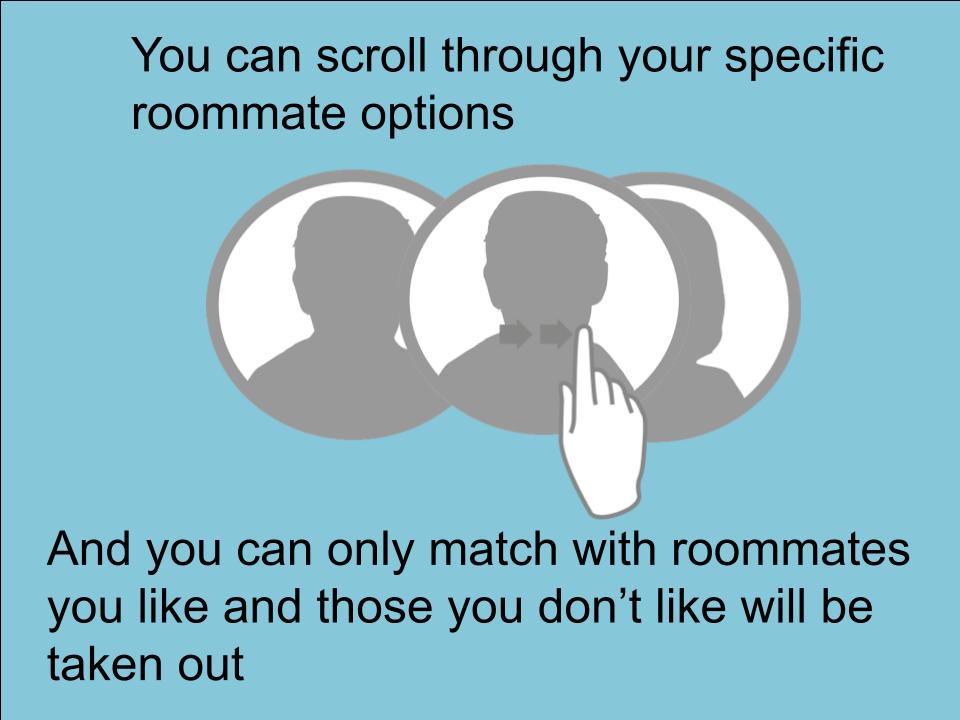 You can scroll through your specific
roommate options
And you can only match with roommates
you like and those you don’t like will be
taken out